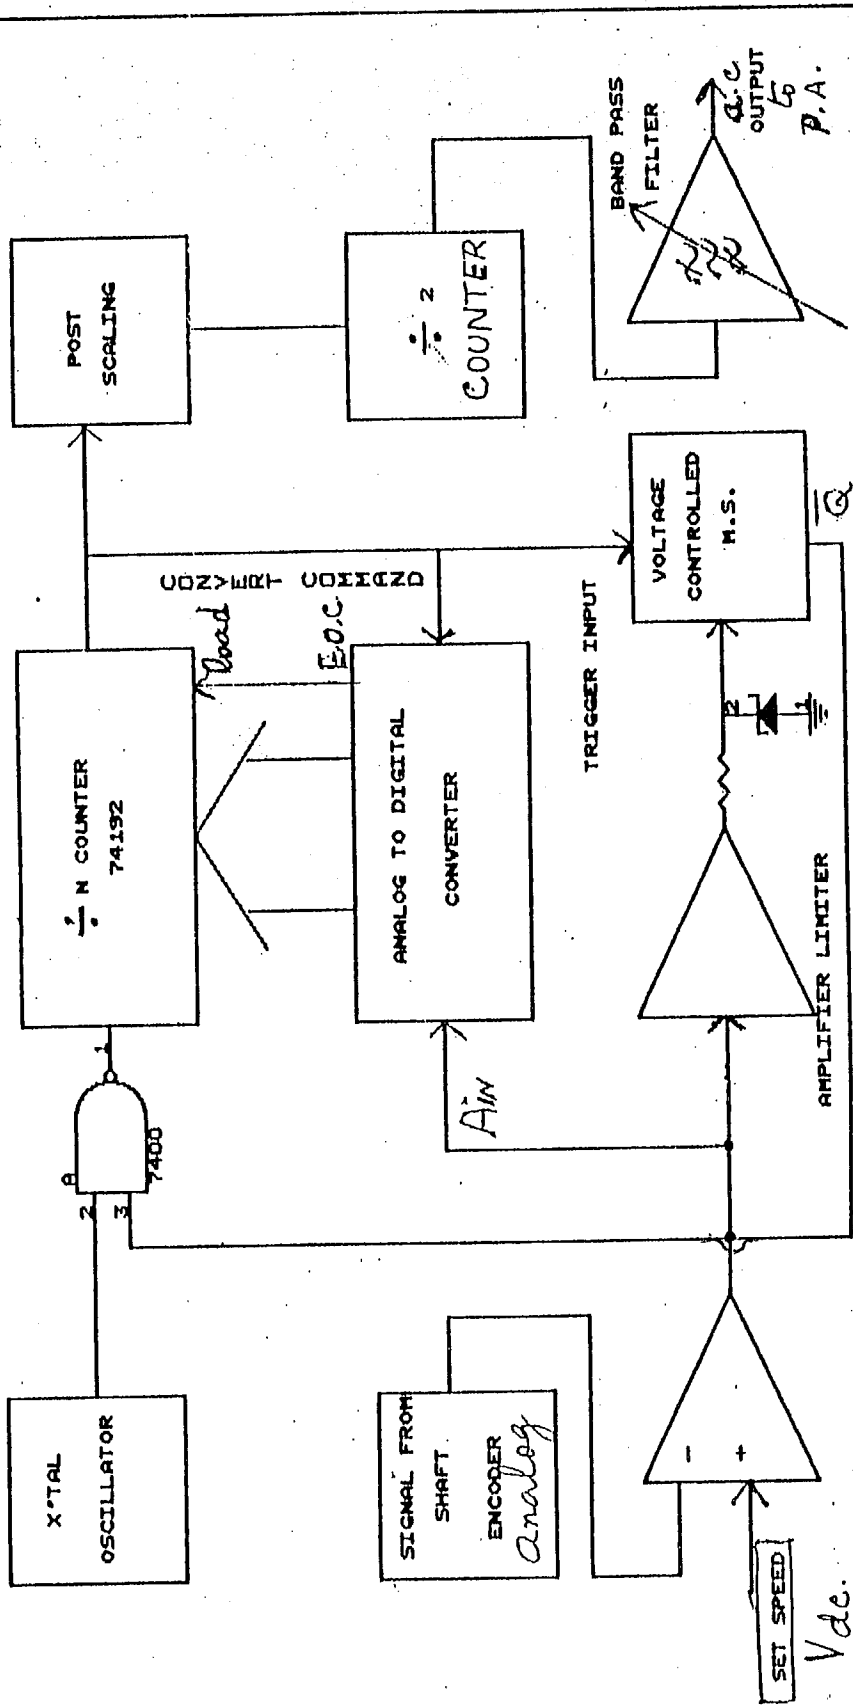 X'TAL
OSCILLATOR
A
2
3
1
7400
÷ N COUNTER
74192
POST
SCALING
load
CONVERT COMMAND
E.O.C.
SIGNAL FROM
SHAFT
ENCODER
analog
AIN
ANALOG TO DIGITAL
CONVERTER
÷ 2
COUNTER
TRIGGER INPUT
BAND PASS
FILTER
SET SPEED
Vdc.
-
+
AMPLIFIER LIMITER
2
1
VOLTAGE
CONTROLLED
M.S.
Q̅
a.c
OUTPUT
to
P.A.